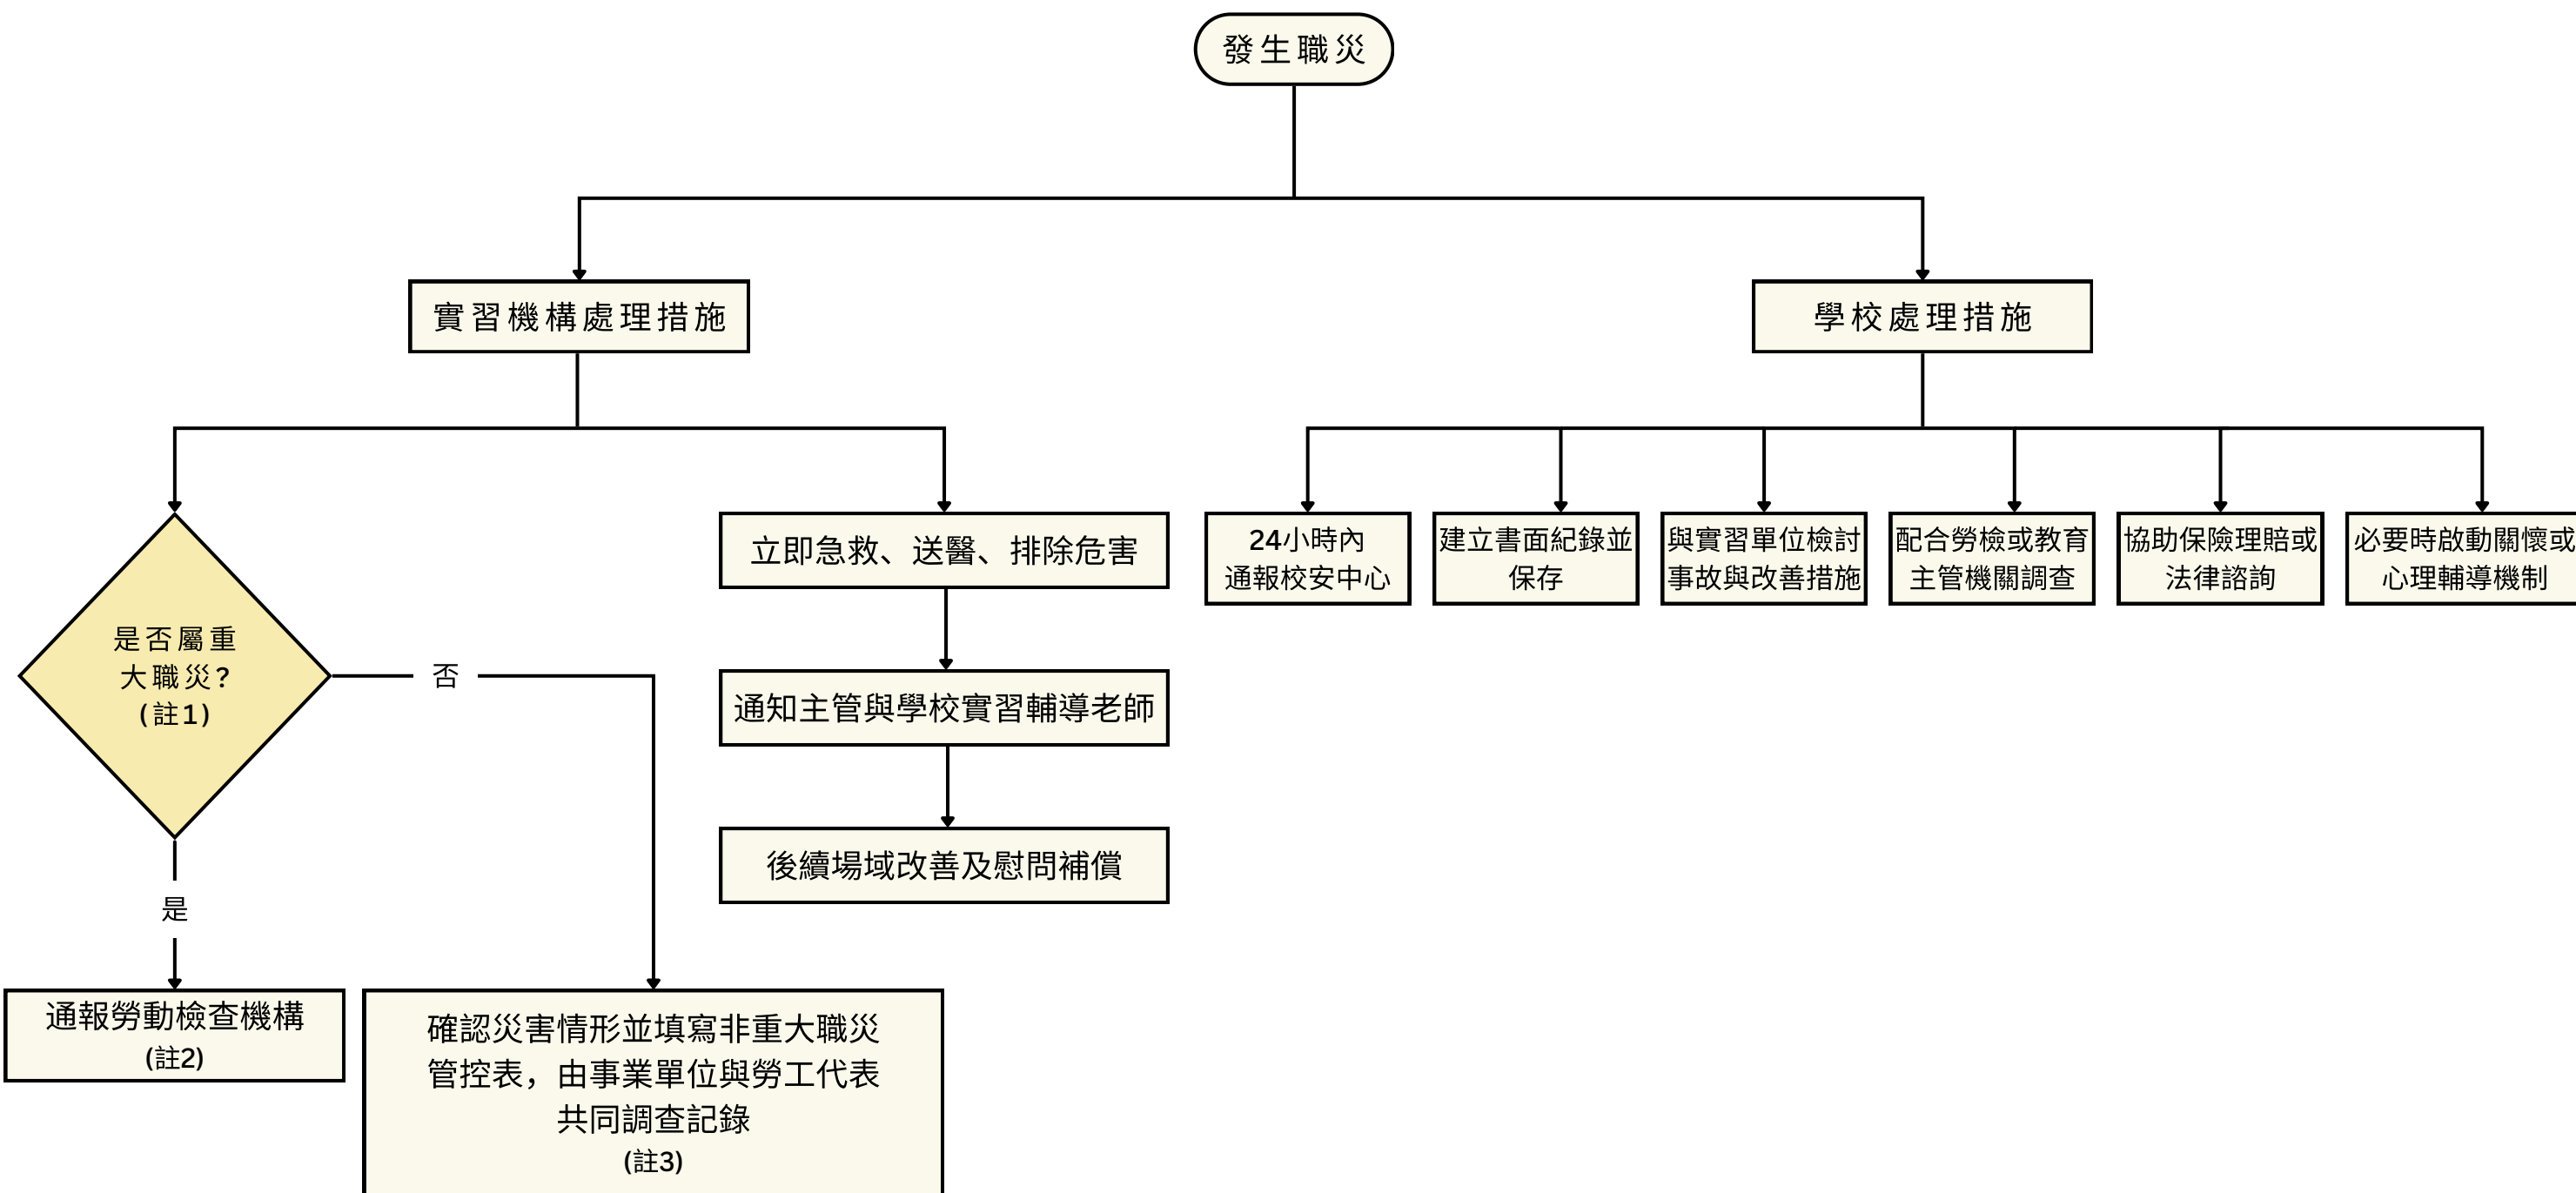 發生職災
實習機構處理措施
學校處理措施
是否屬重
大職災?
(註1)
否
是
立即急救、送醫、排除危害
通知主管與學校實習輔導老師
後續場域改善及慰問補償
24小時內
通報校安中心
建立書面紀錄並
保存
與實習單位檢討
事故與改善措施
配合勞檢或教育
主管機關調查
協助保險理賠或
法律諮詢
必要時啟動關懷或
心理輔導機制
通報勞動檢查機構
(註2)
確認災害情形並填寫非重大職災
管控表，由事業單位與勞工代表
共同調查記錄
(註3)